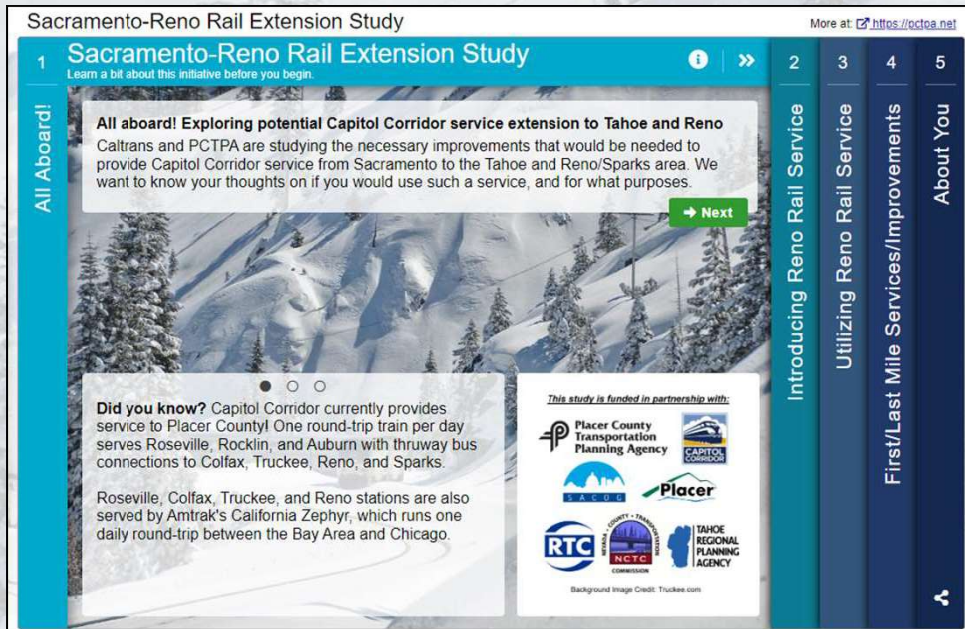 Sacramento-Reno Rail Extension Study
More at: https://pctpa.net
1
Sacramento-Reno Rail Extension Study
Learn a bit about this initiative before you begin.
All Aboard!
All aboard! Exploring potential Capitol Corridor service extension to Tahoe and Reno
Caltrans and PCTPA are studying the necessary improvements that would be needed to
provide Capitol Corridor service from Sacramento to the Tahoe and Reno/Sparks area. We
want to know your thoughts on if you would use such a service, and for what purposes.
Next
Did you know? Capitol Corridor currently provides
service to Placer County! One round-trip train per day
serves Roseville, Rocklin, and Auburn with thruway bus
connections to Colfax, Truckee, Reno, and Sparks.
Roseville, Colfax, Truckee, and Reno stations are also
served by Amtrak's California Zephyr, which runs one
daily round-trip between the Bay Area and Chicago.
This study is funded in partnership with:
Placer County
Transportation
Planning Agency
CAPITOL
CORRIDOR
SACOG
Placer
RTC
NEVADA · COUNTY · TRANSPORTATION
NCTC
COMMISSION
TAHOE
REGIONAL
PLANNING
AGENCY
Background Image Credit: Truckee.com
2
Introducing Reno Rail Service
3
Utilizing Reno Rail Service
4
First/Last Mile Services/Improvements
5
About You